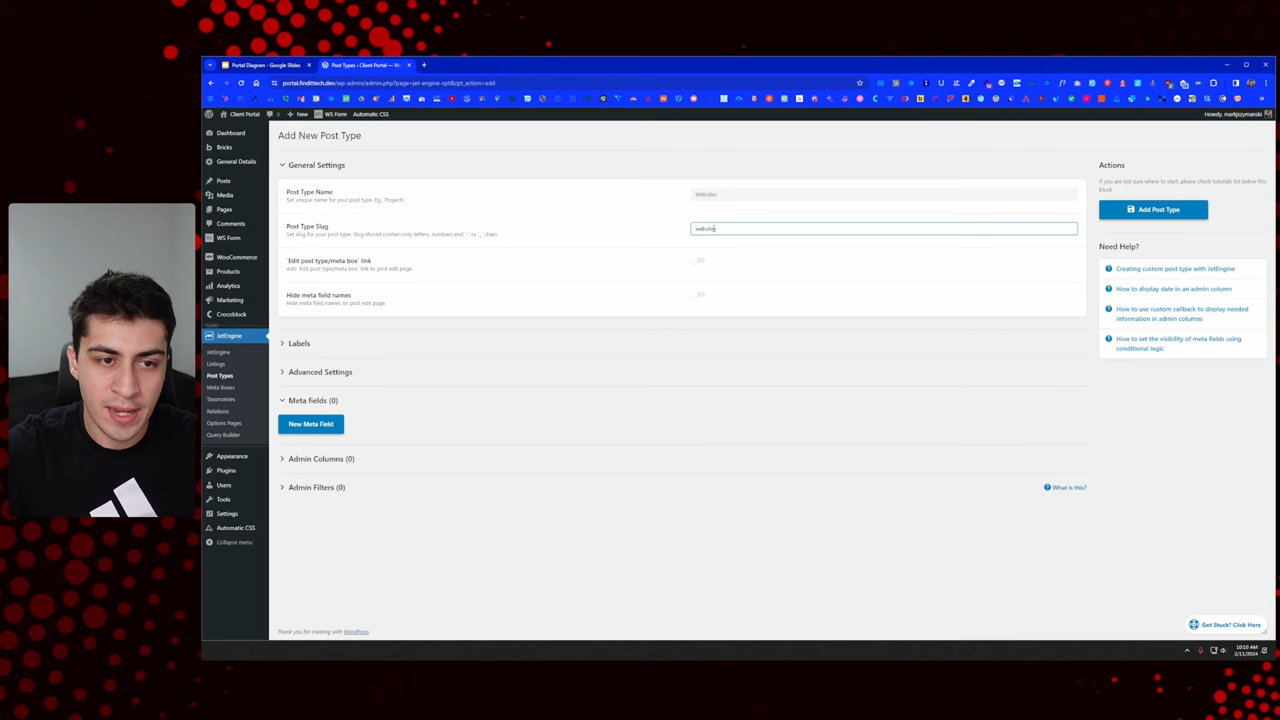 Portal Diagram - Google Slides
Post Types ‹ Client Portal — W
portal.findittech.dev/wp-admin/admin.php?page=jet-engine-cpt&cpt_action=add
Client Portal
0
New
WS Form
Automatic CSS
Howdy, markjszymanski
Dashboard
Bricks
General Details
Posts
Media
Pages
Comments
WS Form
WooCommerce
Products
Analytics
Marketing
Crocoblock
JetEngine
JetEngine
Listings
Post Types
Meta Boxes
Taxonomies
Relations
Options Pages
Query Builder
Appearance
Plugins
Users
Tools
Settings
Automatic CSS
Collapse menu
Add New Post Type
General Settings
Post Type Name
Set unique name for your post type. Eg. `Projects`
Websites
Post Type Slug
Set slug for your post type. Slug should contain only letters, numbers and `-` or `_` chars.
website
`Edit post type/meta box` link
Add `Edit post type/meta box` link to post edit page.
Hide meta field names
Hide meta field names on post edit page.
Labels
Advanced Settings
Meta fields (0)
New Meta Field
Admin Columns (0)
Admin Filters (0)
What is this?
Actions
If you are not sure where to start, please check tutorials list below this
block
Add Post Type
Need Help?
Creating custom post type with JetEngine
How to display date in an admin column
How to use custom callback to display needed
information in admin columns
How to set the visibility of meta fields using
conditional logic
Thank you for creating with WordPress.
Got Stuck? Click Here
10:10 AM
2/11/2024